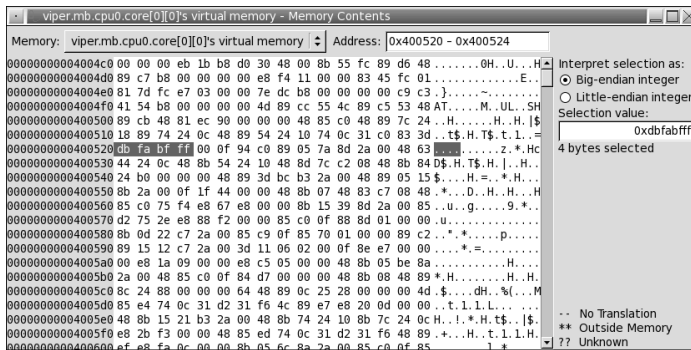 viper.mb.cpu0.core[0][0]'s virtual memory - Memory Contents
Memory: viper.mb.cpu0.core[0][0]'s virtual memory Address: 0x400520 - 0x400524
00000000004004c0 00 00 00 eb 1b b8 d0 30 48 00 8b 55 fc 89 d6 48 .......0H..U...H
00000000004004d0 89 c7 b8 00 00 00 00 e8 f4 11 00 00 83 45 fc 01 .............E..
00000000004004e0 81 7d fc e7 03 00 00 7e dc b8 00 00 00 00 c9 c3 .}.....~........
00000000004004f0 41 54 b8 00 00 00 00 4d 89 cc 55 4c 89 c5 53 48 AT.....M..UL..SH
0000000000400500 89 cb 48 81 ec 90 00 00 00 48 85 c0 48 89 7c 24 ..H......H..H.|$
0000000000400510 18 89 74 24 0c 48 89 54 24 10 74 0c 31 c0 83 3d ..t$.H.T$.t.1..=
0000000000400520 db fa bf ff 00 0f 94 c0 89 05 7a 8d 2a 00 48 63 ..........z.*.Hc
0000000000400530 44 24 0c 48 8b 54 24 10 48 8d 7c c2 08 48 8b 84 D$.H.T$.H.|..H..
0000000000400540 24 b0 00 00 00 48 89 3d bc b3 2a 00 48 89 05 15 $....H.=..*.H...
0000000000400550 8b 2a 00 0f 1f 44 00 00 48 8b 07 48 83 c7 08 48 .*...D..H..H...H
0000000000400560 85 c0 75 f4 e8 67 e8 00 00 8b 15 39 8d 2a 00 85 ..u..g.....9.*..
0000000000400570 d2 75 2e e8 88 f2 00 00 85 c0 0f 88 8d 01 00 00 .u..............
0000000000400580 8b 0d 22 c7 2a 00 85 c9 0f 85 70 01 00 00 89 c2 ..".*.....p.....
0000000000400590 89 15 12 c7 2a 00 3d 11 06 02 00 0f 8e e7 00 00 ....*.=.........
00000000004005a0 00 e8 1a 09 00 00 e8 c5 05 00 00 48 8b 05 be 8a ...........H....
00000000004005b0 2a 00 48 85 c0 0f 84 d7 00 00 00 48 8b 08 48 89 *.H........H..H.
00000000004005c0 8c 24 88 00 00 00 64 48 89 0c 25 28 00 00 00 4d .$....dH..%(...M
00000000004005d0 85 e4 74 0c 31 d2 31 f6 4c 89 e7 e8 20 0d 00 00 ..t.1.1.L... ...
00000000004005e0 48 8b 15 21 b3 2a 00 48 8b 74 24 10 8b 7c 24 0c H..!.*.H.t$..|$.
00000000004005f0 e8 2b f3 00 00 48 85 ed 74 0c 31 d2 31 f6 48 89 .+...H..t.1.1.H.
0000000000400600
Interpret selection as:
Big-endian integer
Little-endian integer
Selection value:
0xdbfabfff
4 bytes selected
-- No Translation
** Outside Memory
?? Unknown